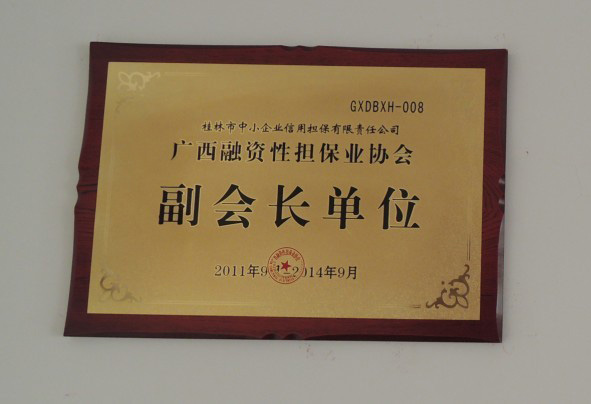 GXDBXH-008
桂林市中小企业信用担保有限责任公司
广西融资性担保业协会
副会长单位
2011年9月-2014年9月